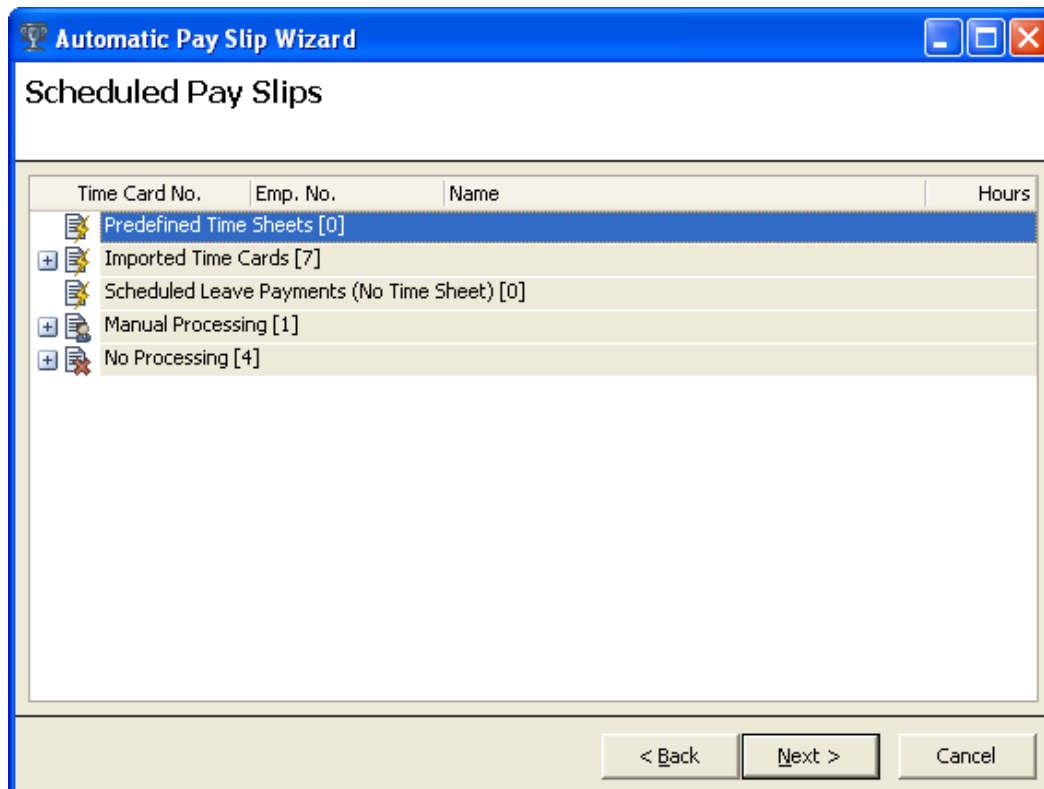 Automatic Pay Slip Wizard
Scheduled Pay Slips
Time Card No. Emp. No. Name Hours
Predefined Time Sheets [0]
Imported Time Cards [7]
Scheduled Leave Payments (No Time Sheet) [0]
Manual Processing [1]
No Processing [4]
< Back Next > Cancel